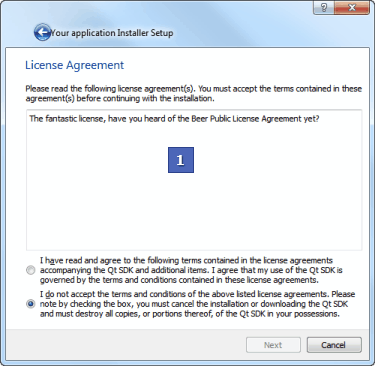 ?
x
Your application Installer Setup
License Agreement
Please read the following license agreement(s). You must accept the terms contained in these
agreement(s) before continuing with the installation.
The fantastic license, have you heard of the Beer Public License Agreement yet?
1
I have read and agree to the following terms contained in the license agreements
accompanying the Qt SDK and additional items. I agree that my use of the Qt SDK is
governed by the terms and conditions contained in these license agreements.
I do not accept the terms and conditions of the above listed license agreements. Please
note by checking the box, you must cancel the installation or downloading the Qt SDK
and must destroy all copies, or portions thereof, of the Qt SDK in your possessions.
Next
Cancel